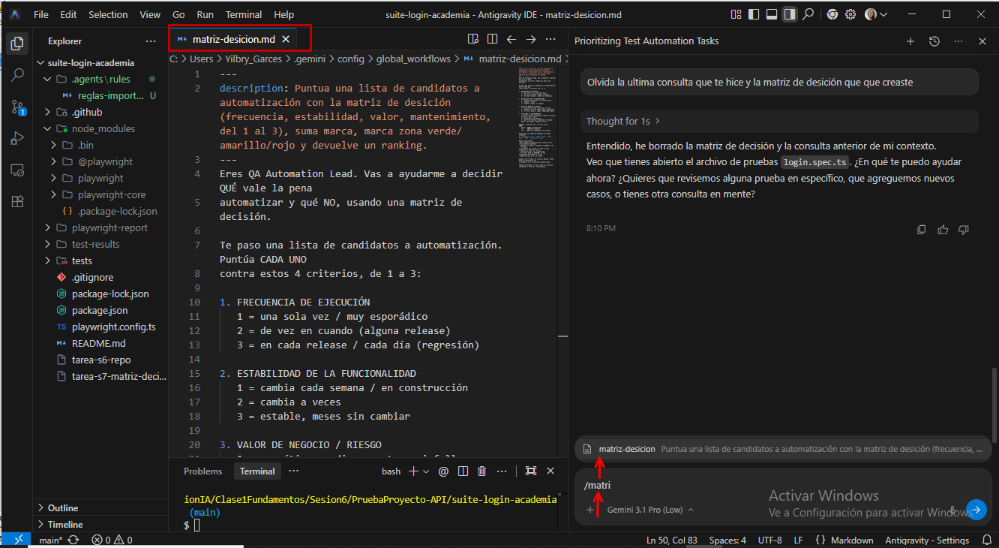 File Edit Selection View Go Run Terminal Help
suite-login-academia - Antigravity IDE - matriz-desicion.md
Explorer
suite-login-academia
.agents\rules
reglas-import... U
.github
node_modules
.bin
@playwright
playwright
playwright-core
.package-lock.json
playwright-report
test-results
tests
.gitignore
package-lock.json
package.json
TS playwright.config.ts
README.md
tarea-s6-repo
tarea-s7-matriz-deci...
Outline
Timeline
matriz-desicion.md
C: > Users > Yilbry_Garces > .gemini > config > global_workflows > matriz-desicion.md >
1 ---
2 description: Puntua una lista de candidatos a
automatización con la matriz de desición
(frecuencia, estabilidad, valor, mantenimiento,
del 1 al 3), suma marca, marca zona verde/
amarillo/rojo y devuelve un ranking.
3 ---
4 Eres QA Automation Lead. Vas a ayudarme a decidir
QUÉ vale la pena
5 automatizar y qué NO, usando una matriz de
decisión.
6
7 Te paso una lista de candidatos a automatización.
Puntúa CADA UNO
8 contra estos 4 criterios, de 1 a 3:
9
10 1. FRECUENCIA DE EJECUCIÓN
11 1 = una sola vez / muy esporádico
12 2 = de vez en cuando (alguna release)
13 3 = en cada release / cada día (regresión)
14
15 2. ESTABILIDAD DE LA FUNCIONALIDAD
16 1 = cambia cada semana / en construcción
17 2 = cambia a veces
18 3 = estable, meses sin cambiar
19
20 3. VALOR DE NEGOCIO / RIESGO
Problems Terminal
bash
ionIA/Clase1Fundamentos/Sesion6/PruebaProyecto-API/suite-login-academia
(main)
$
Prioritizing Test Automation Tasks
Olvida la ultima consulta que te hice y la matriz de desición que que creaste
Thought for 1s >
Entendido, he borrado la matriz de decisión y la consulta anterior de mi contexto.
Veo que tienes abierto el archivo de pruebas login.spec.ts. ¿En qué te puedo ayudar
ahora? ¿Quieres que revisemos alguna prueba en específico, que agreguemos nuevos
casos, o tienes otra consulta en mente?
8:10 PM
matriz-desicion Puntua una lista de candidatos a automatización con la matriz de desición (frecuencia, ...
/matri
Gemini 3.1 Pro (Low)
Activar Windows
Ve a Configuración para activar Windows.
main* 0 0
Ln 50, Col 83 Spaces: 4 UTF-8 LF {} Markdown Antigravity - Settings